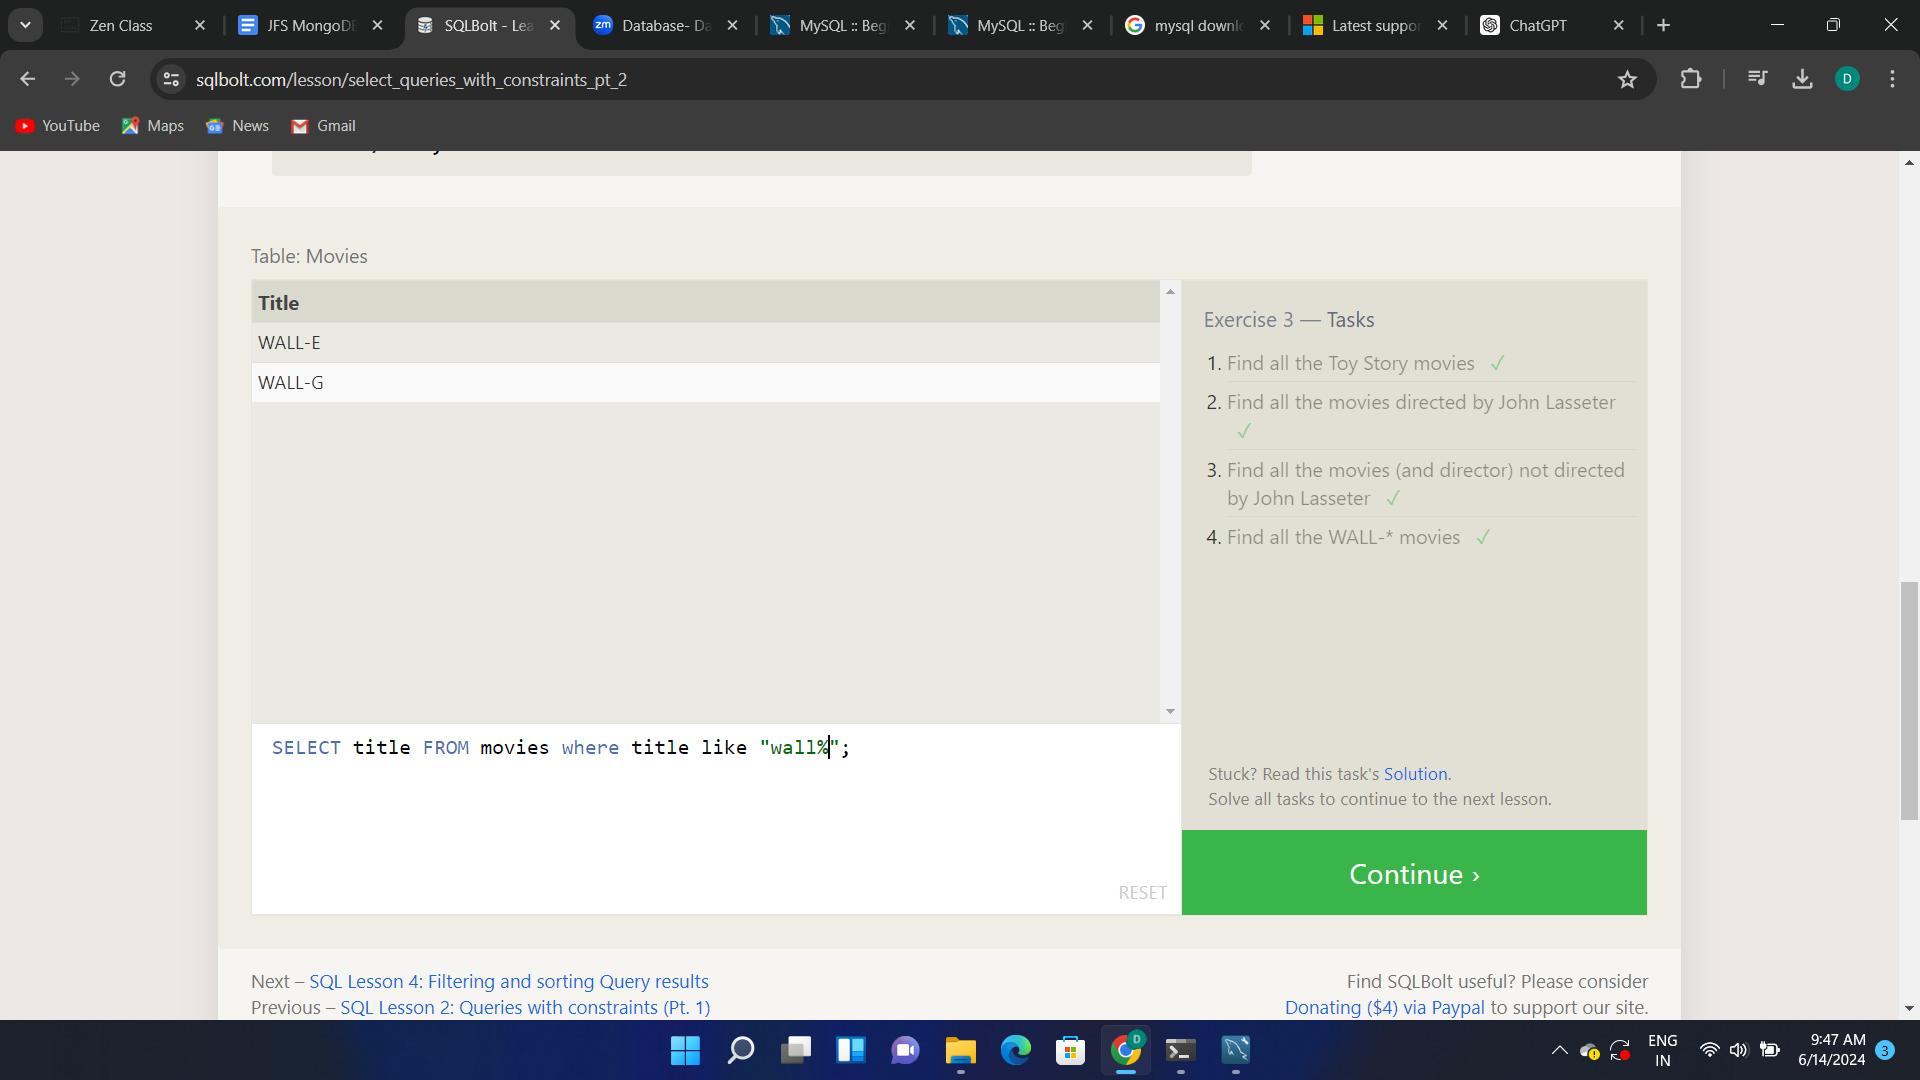 Zen Class
JFS MongoDB
SQLBolt - Lea
zm
Database- Da
MySQL :: Beg
MySQL :: Beg
mysql downl
Latest suppor
ChatGPT
sqlbolt.com/lesson/select_queries_with_constraints_pt_2
D
YouTube
Maps
News
Gmail
Table: Movies
Title
WALL-E
WALL-G
SELECT title FROM movies where title like "wall%";
RESET
Exercise 3 — Tasks
1. Find all the Toy Story movies ✓
2. Find all the movies directed by John Lasseter
✓
3. Find all the movies (and director) not directed
by John Lasseter ✓
4. Find all the WALL-* movies ✓
Stuck? Read this task's Solution.
Solve all tasks to continue to the next lesson.
Continue ›
Next – SQL Lesson 4: Filtering and sorting Query results
Previous – SQL Lesson 2: Queries with constraints (Pt. 1)
Find SQLBolt useful? Please consider
Donating ($4) via Paypal to support our site.
D
ENG
IN
9:47 AM
6/14/2024
3